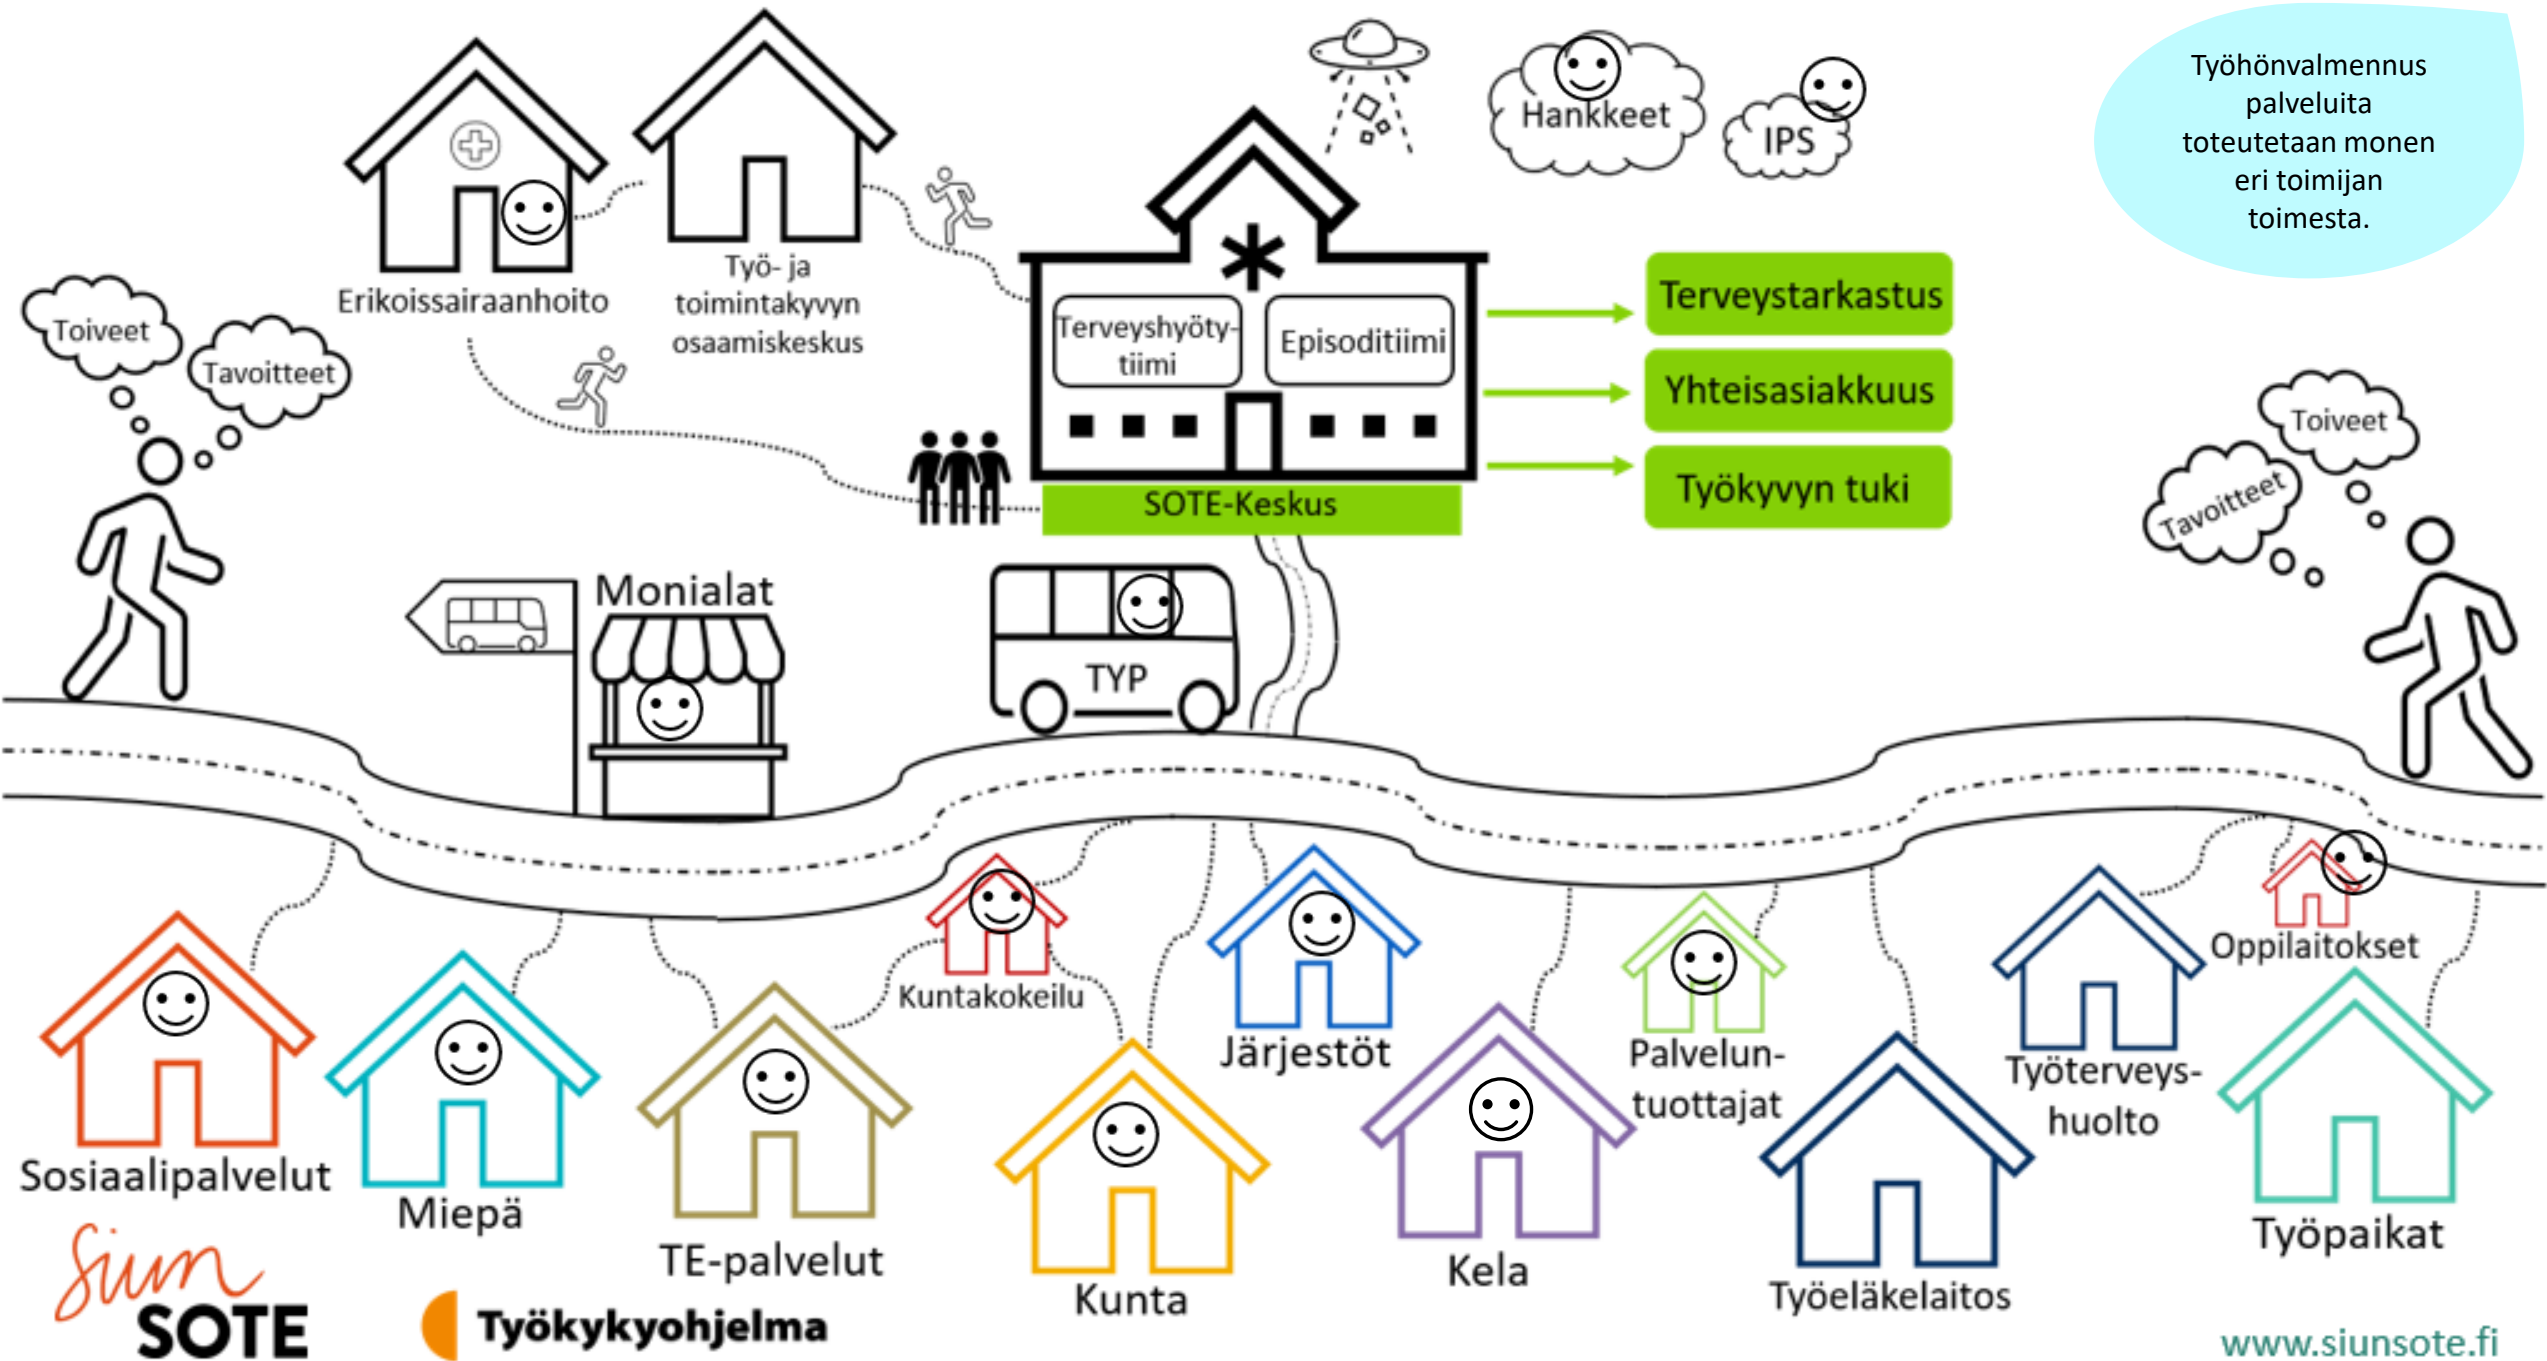 Työhönvalmennus
palveluita
toteutetaan monen
eri toimijan
toimesta.
Hankkeet
IPS
Erikoissairaanhoito
Työ- ja
toimintakyvyn
osaamiskeskus
Toiveet
Tavoitteet
Terveyshyöty-
tiimi
Episoditiimi
SOTE-Keskus
Terveystarkastus
Yhteisasiakkuus
Työkyvyn tuki
Toiveet
Tavoitteet
Monialat
TYP
Sosiaalipalvelut
Miepä
TE-palvelut
Kuntakokeilu
Kunta
Järjestöt
Kela
Palvelun-
tuottajat
Työeläkelaitos
Työterveys-
huolto
Oppilaitokset
Työpaikat
Siun
SOTE
Työkykyohjelma
www.siunsote.fi